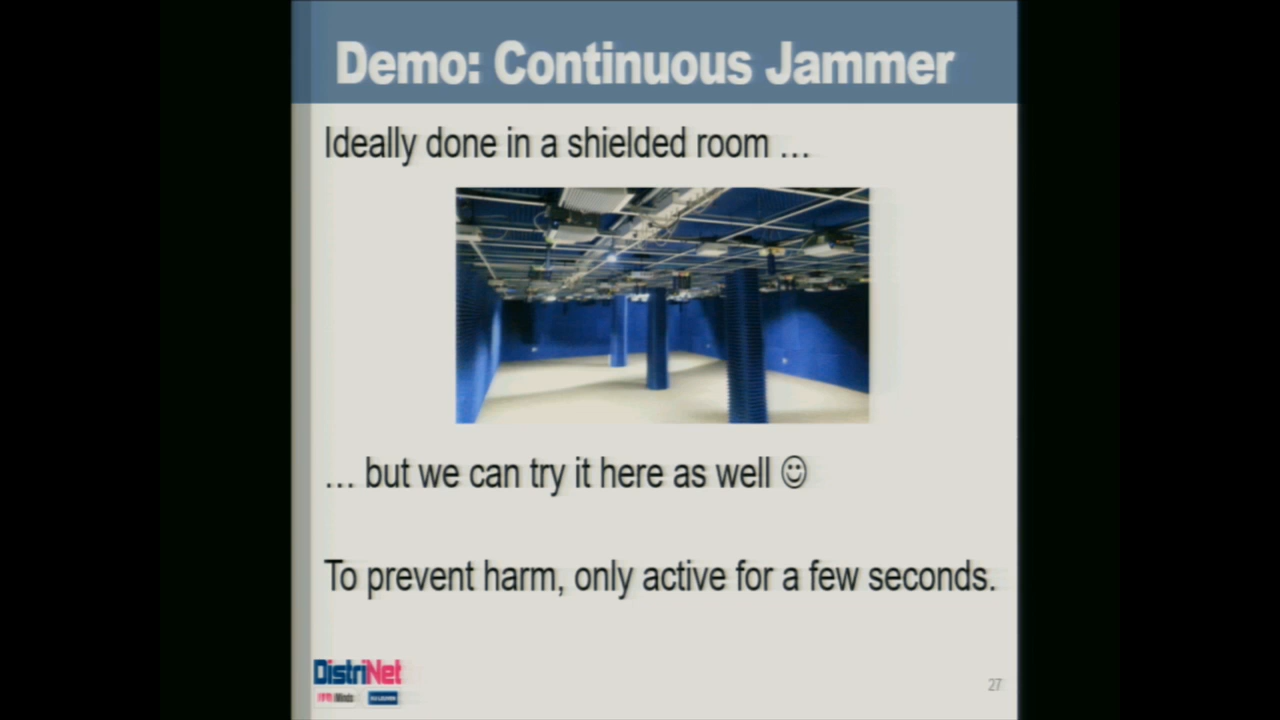 Demo: Continuous Jammer
Ideally done in a shielded room …
… but we can try it here as well ☺
To prevent harm, only active for a few seconds.
DistriNet
27